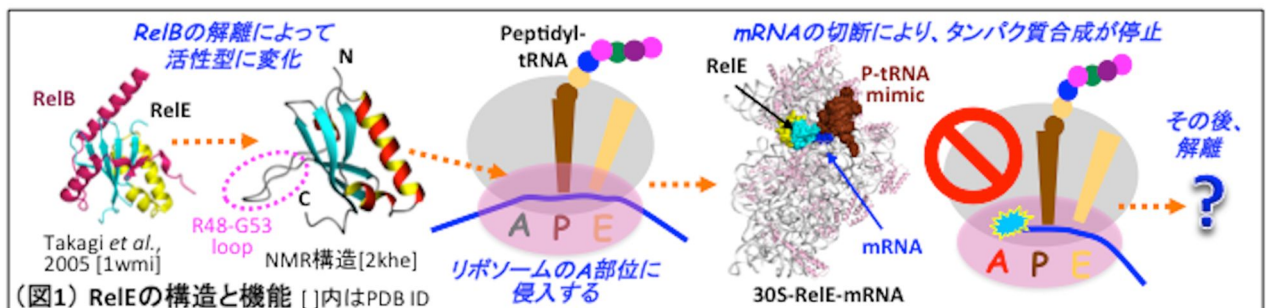 RelBの解離によって
活性型に変化
RelB
RelE
Takagi et al.,
2005 [1wmi]
N
C
R48-G53
loop
NMR構造[2khe]
Peptidyl-
tRNA
A P E
リボソームのA部位に
侵入する
mRNAの切断により、タンパク質合成が停止
RelE
P-tRNA
mimic
mRNA
30S-RelE-mRNA
A P E
その後、
解離
?
（図1） RelEの構造と機能 [ ]内はPDB ID